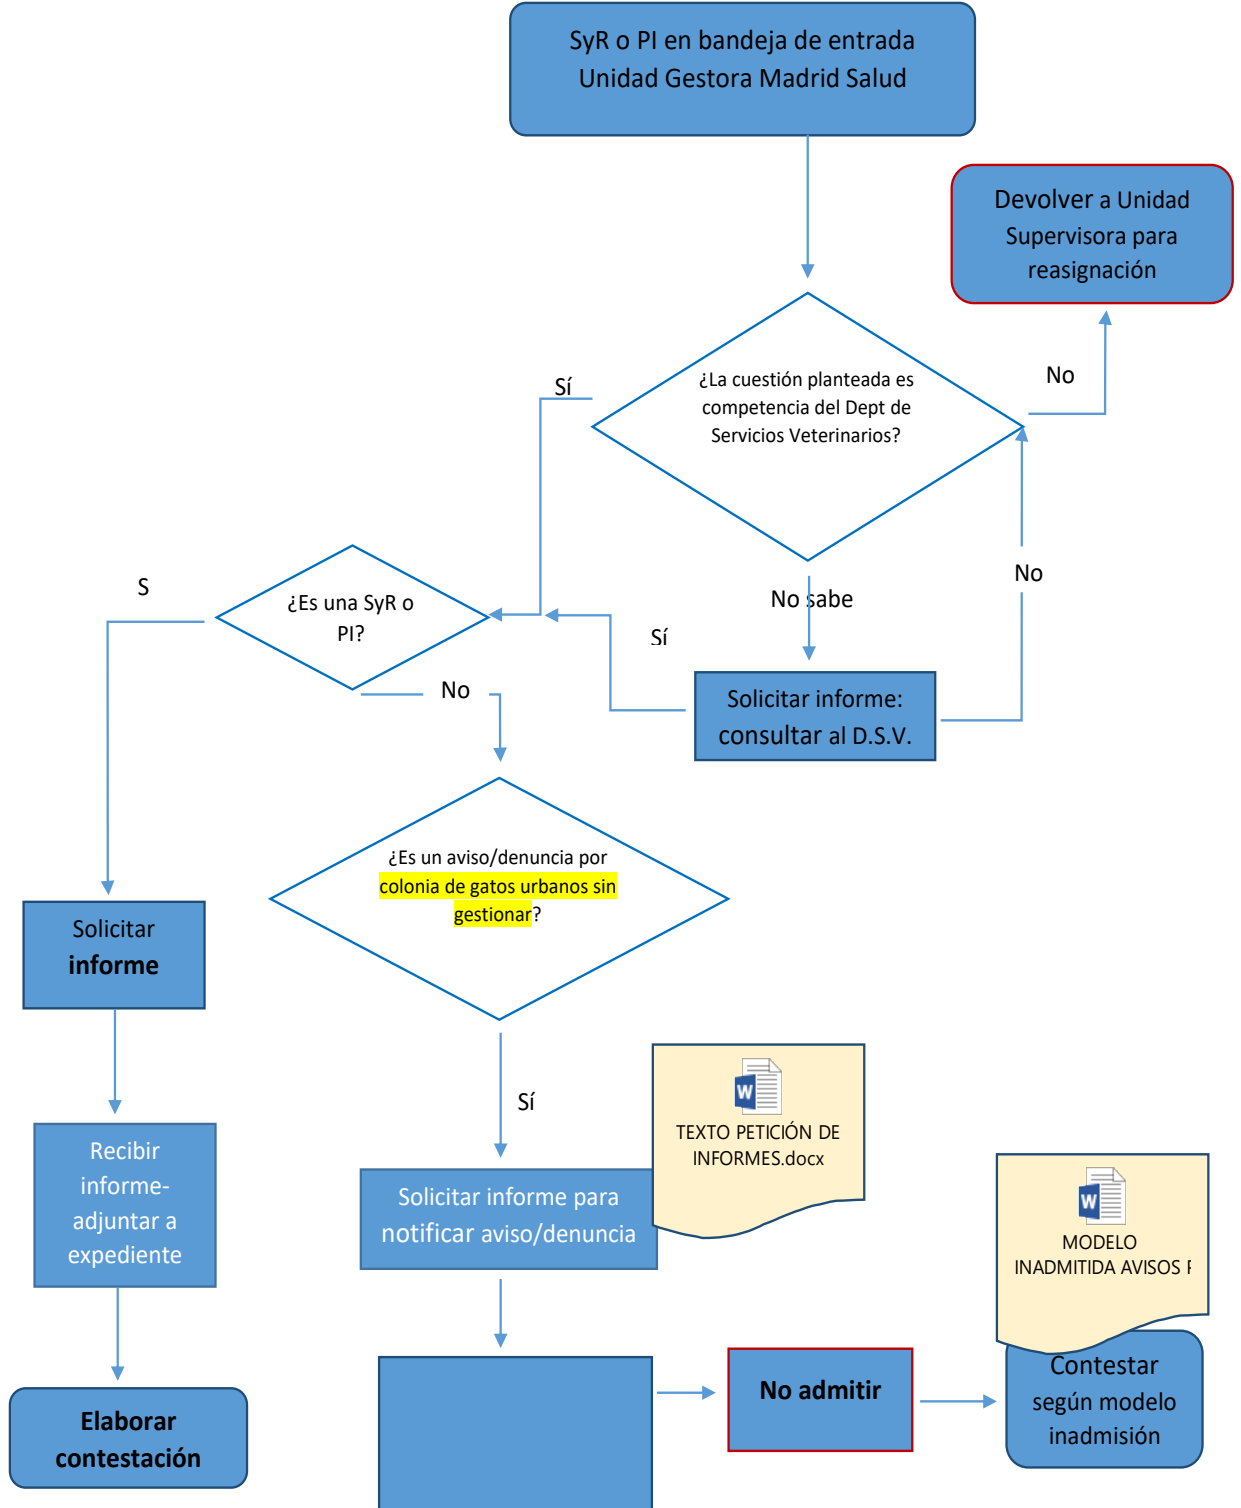 SyR o PI en bandeja de entrada
Unidad Gestora Madrid Salud
Devolver a Unidad
Supervisora para
reasignación
¿La cuestión planteada es
competencia del Dept de
Servicios Veterinarios?
Sí
No
No sabe
No
Sí
Solicitar informe:
consultar al D.S.V.
S
¿Es una SyR o
PI?
No
¿Es un aviso/denuncia por
colonia de gatos urbanos sin
gestionar?
Solicitar
informe
Sí
TEXTO PETICIÓN DE
INFORMES.docx
Recibir
informe-
adjuntar a
expediente
Solicitar informe para
notificar aviso/denuncia
MODELO
INADMITIDA AVISOS
Elaborar
contestación
No admitir
Contestar
según modelo
inadmisión